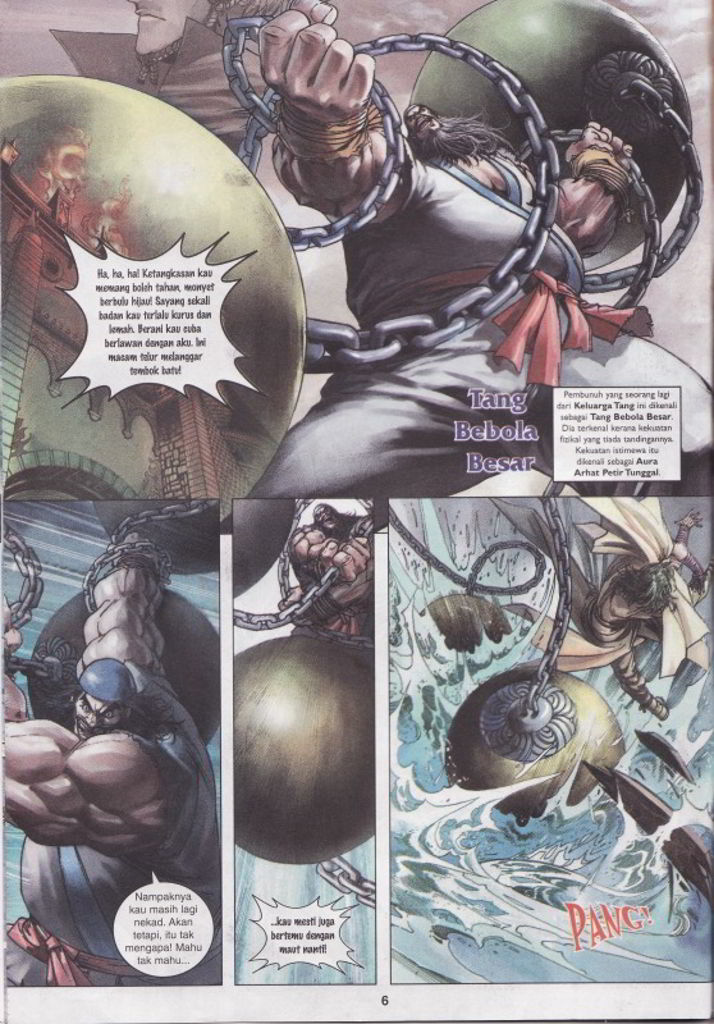 Ha, ha, ha! Ketangkasan kau
memang boleh tahan, monyet
berbulu hijau! Sayang sekali
badan kau terlalu kurus dan
lemah. Berani kau cuba
berlawan dengan aku. Ini
macam telur melanggar
tembok batu!
Tang
Bebola
Besar
Pembunuh yang seorang lagi
dari Keluarga Tang ini dikenali
sebagai Tang Bebola Besar.
Dia terkenal kerana kekuatan
fizikal yang tiada tandingannya.
Kekuatan istimewa itu
dikenali sebagai Aura
Arhat Petir Tunggal.
Nampaknya
kau masih lagi
nekad. Akan
tetapi, itu tak
mengapa! Mahu
tak mahu...
...kau mesti juga
bertemu dengan
maut nanti!
PANG!
6